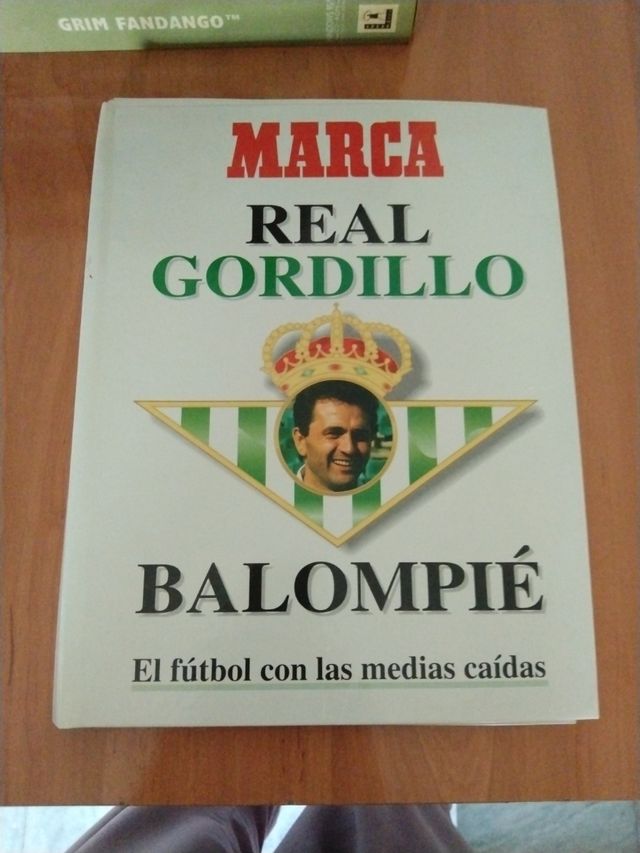 GRIM FANDANGO™
MARCA
REAL
GORDILLO
BALOMPIÉ
El fútbol con las medias caídas